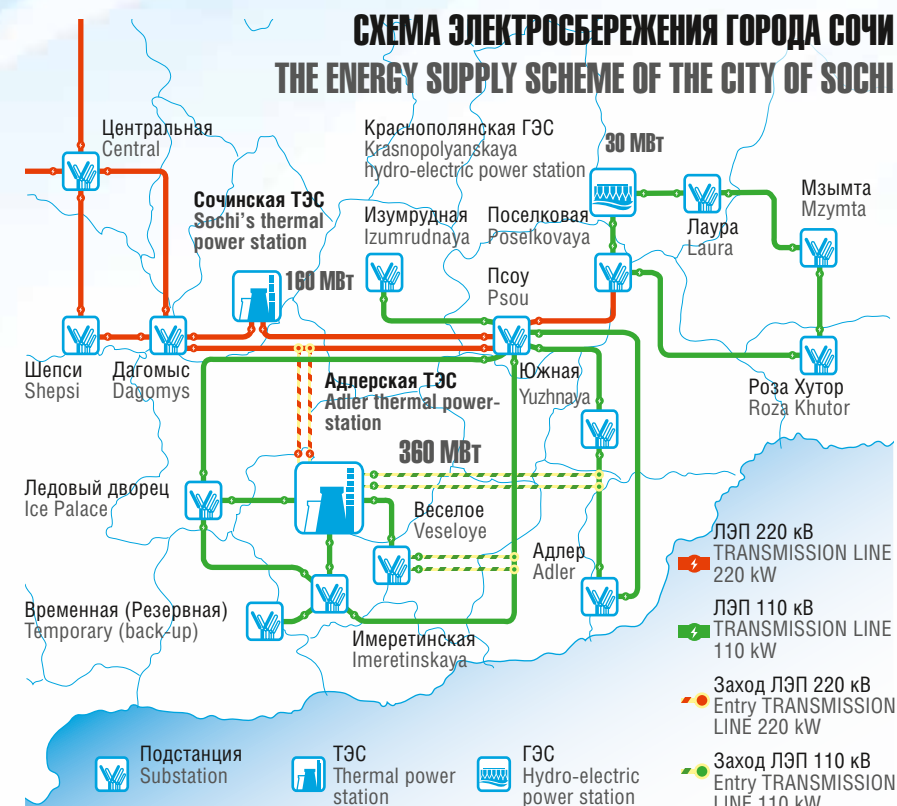 СХЕМА ЭЛЕКТРОСБЕРЕЖЕНИЯ ГОРОДА СОЧИ
THE ENERGY SUPPLY SCHEME OF THE CITY OF SOCHI
Центральная
Central
Краснополянская ГЭС
Krasnopolyanskaya
hydro-electric power station
30 МВт
Сочинская ТЭС
Sochi's thermal
power station
160 МВт
Изумрудная
Izumrudnaya
Поселковая
Poselkovaya
Лаура
Laura
Мзымта
Mzymta
Псоу
Psou
Шепси
Shepsi
Дагомыс
Dagomys
Адлерская ТЭС
Adler thermal power-
station
360 МВт
Южная
Yuzhnaya
Роза Хутор
Roza Khutor
Ледовый дворец
Ice Palace
Веселое
Veseloye
Адлер
Adler
Временная (Резервная)
Temporary (back-up)
Имеретинская
Imeretinskaya
ЛЭП 220 кВ
TRANSMISSION LINE
220 kW
ЛЭП 110 кВ
TRANSMISSION LINE
110 kW
Заход ЛЭП 220 кВ
Entry TRANSMISSION
LINE 220 kW
Заход ЛЭП 110 кВ
Entry TRANSMISSION
LINE 110 kW
Подстанция
Substation
ТЭС
Thermal power
station
ГЭС
Hydro-electric
power station